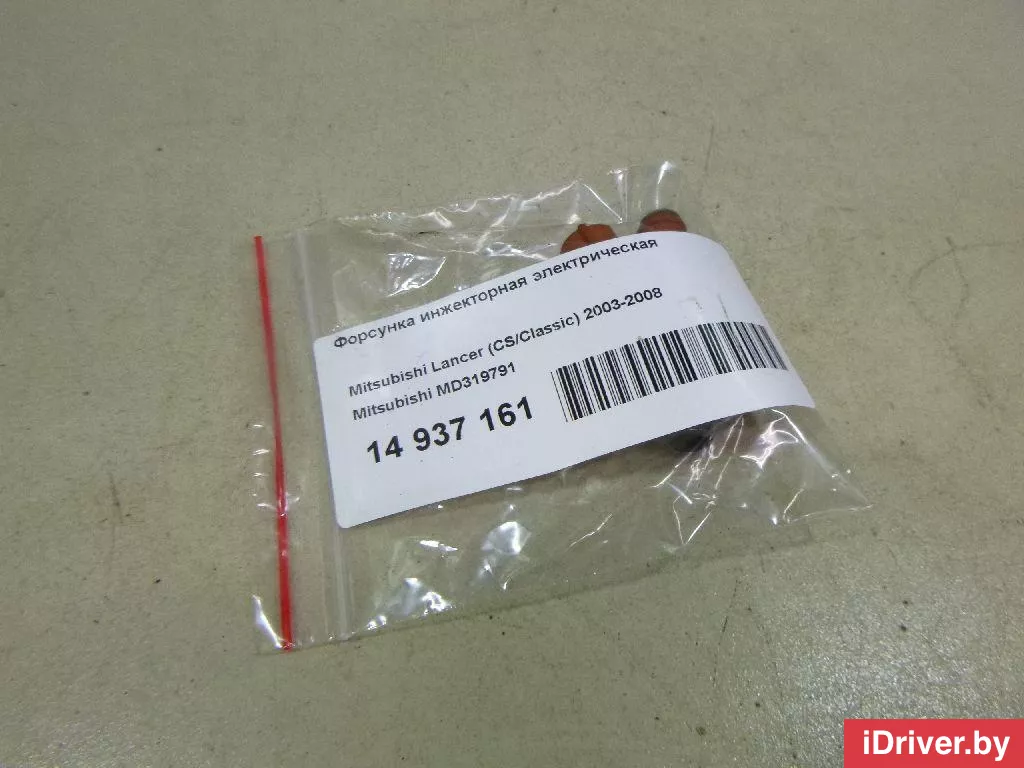 Форсунка инжекторная электрическая
Mitsubishi Lancer (CS/Classic) 2003-2008
Mitsubishi MD319791
14 937 161
iDriver.by